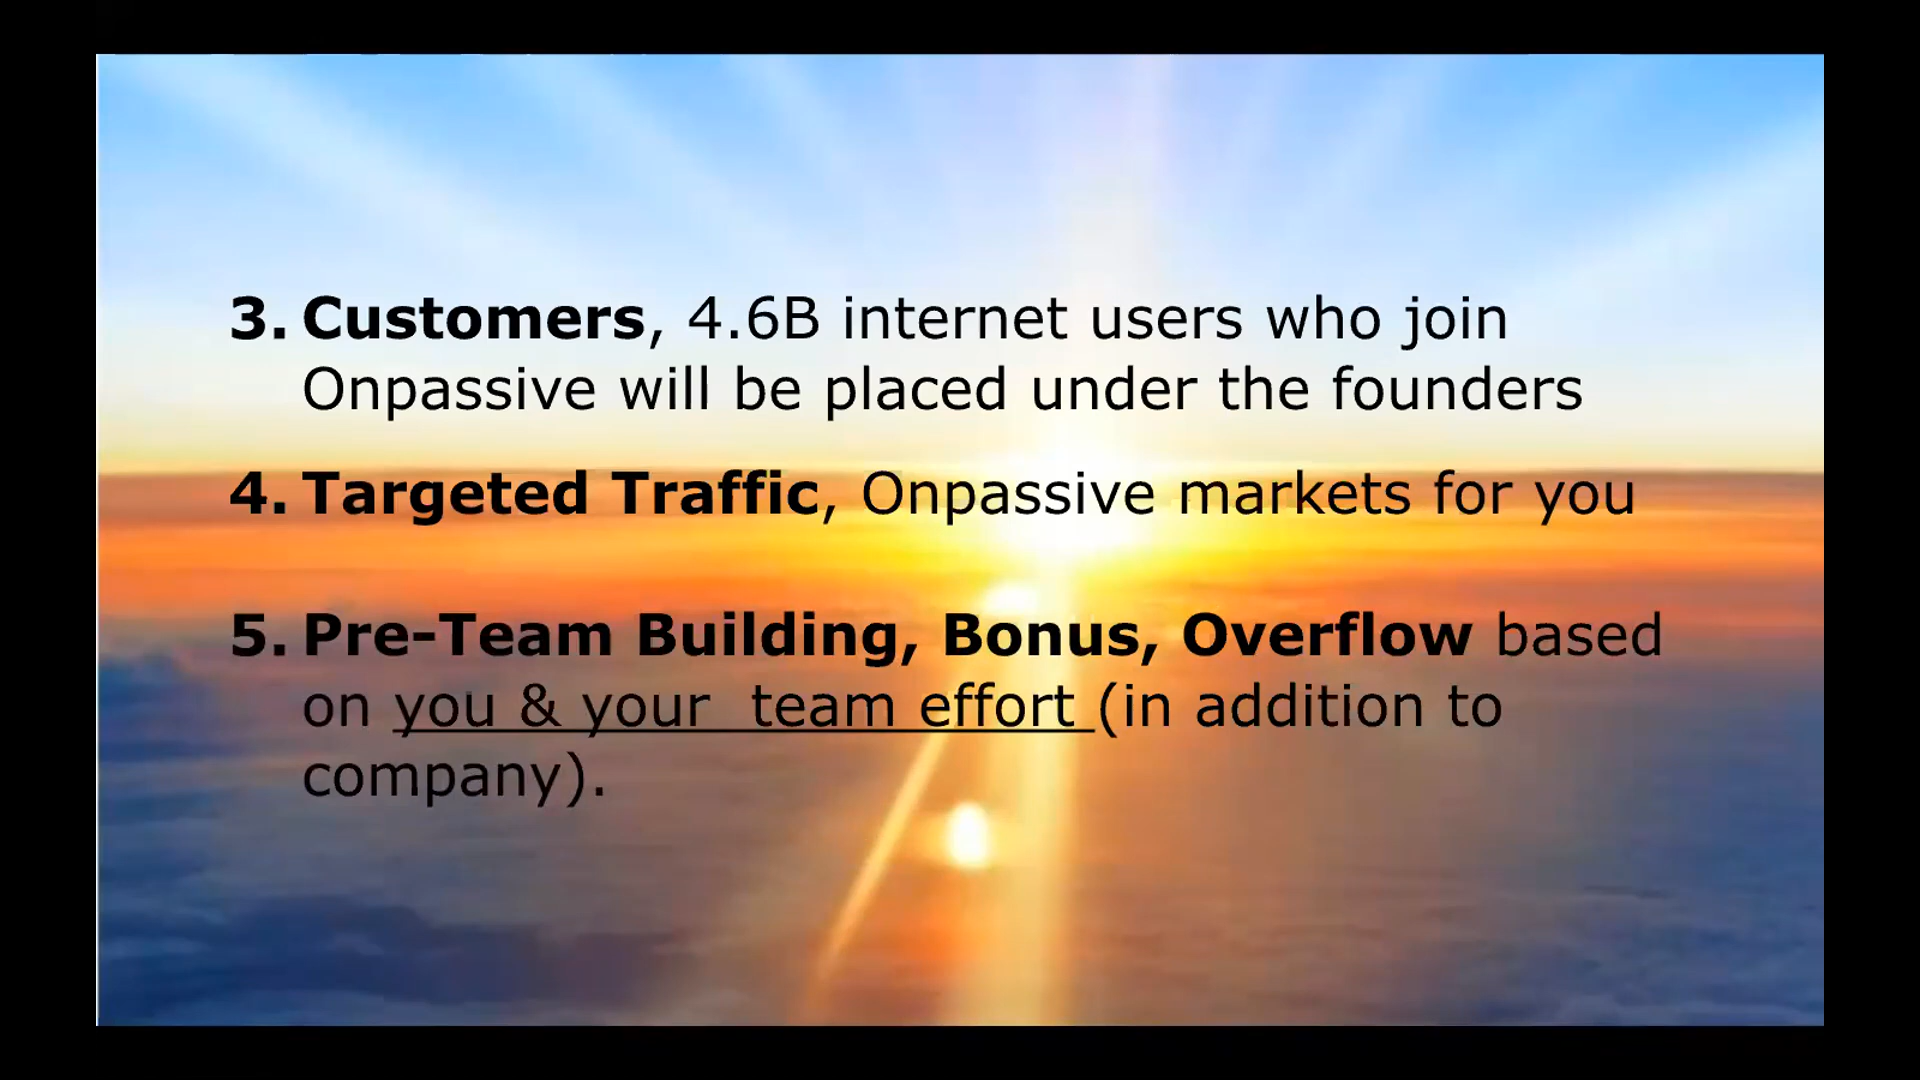 3. Customers, 4.6B internet users who join
Onpassive will be placed under the founders
4. Targeted Traffic, Onpassive markets for you
5. Pre-Team Building, Bonus, Overflow based
on you & your  team effort (in addition to
company).